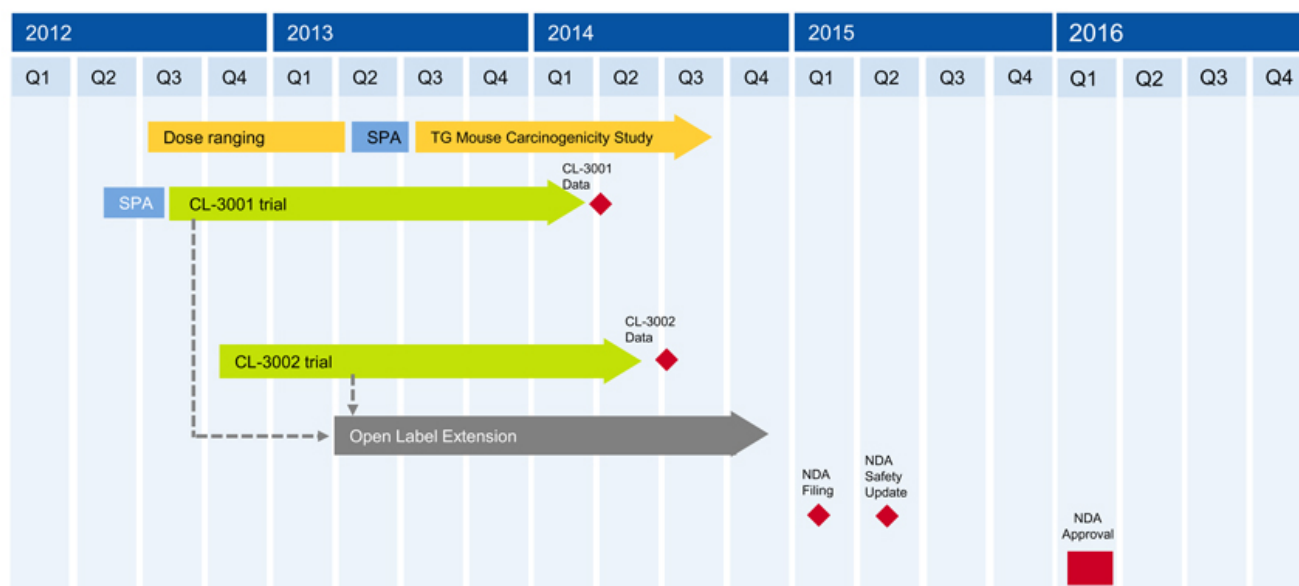 2012 2013 2014 2015 2016
Q1 Q2 Q3 Q4 Q1 Q2 Q3 Q4 Q1 Q2 Q3 Q4 Q1 Q2 Q3 Q4 Q1 Q2 Q3 Q4
Dose ranging SPA TG Mouse Carcinogenicity Study
CL-3001
Data
SPA CL-3001 trial
CL-3002
Data
CL-3002 trial
Open Label Extension
NDA
Filing
NDA
Safety
Update
NDA
Approval